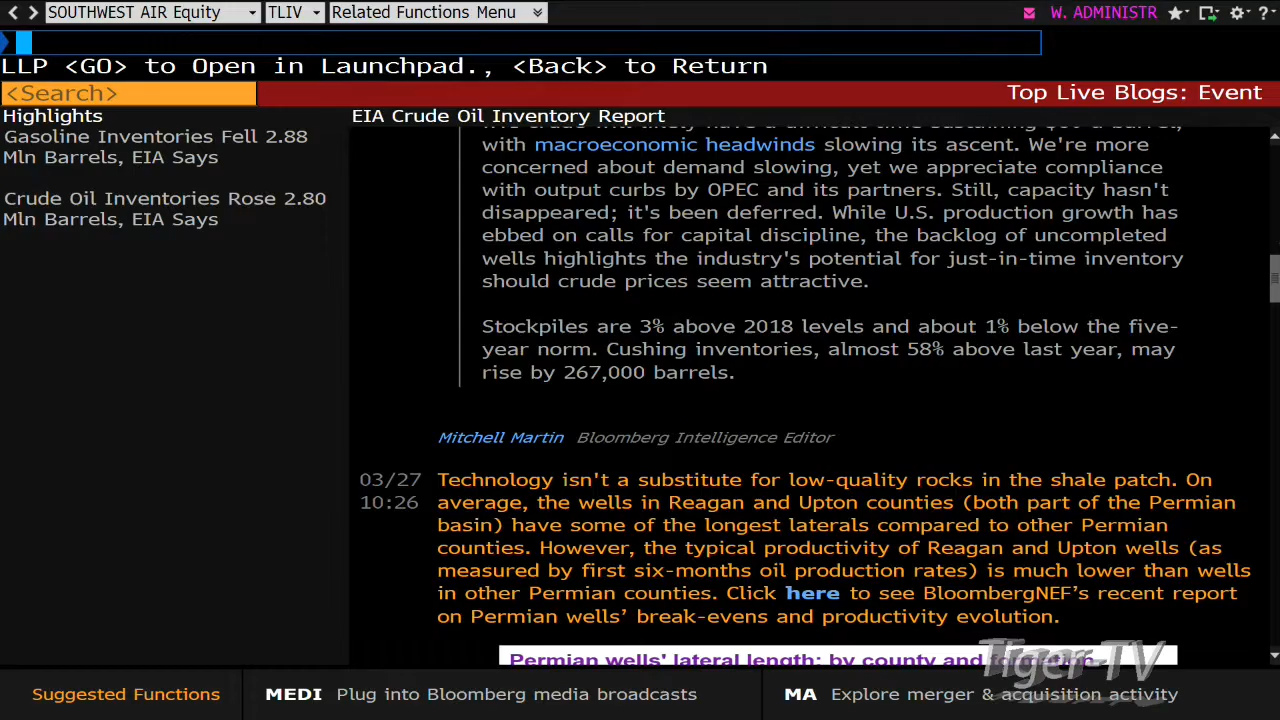 SOUTHWEST AIR Equity TLIV Related Functions Menu W. ADMINISTR
LLP <GO> to Open in Launchpad., <Back> to Return
<Search> Top Live Blogs: Event
Highlights
Gasoline Inventories Fell 2.88
Mln Barrels, EIA Says
Crude Oil Inventories Rose 2.80
Mln Barrels, EIA Says
EIA Crude Oil Inventory Report
with macroeconomic headwinds slowing its ascent. We're more
concerned about demand slowing, yet we appreciate compliance
with output curbs by OPEC and its partners. Still, capacity hasn't
disappeared; it's been deferred. While U.S. production growth has
ebbed on calls for capital discipline, the backlog of uncompleted
wells highlights the industry's potential for just-in-time inventory
should crude prices seem attractive.
Stockpiles are 3% above 2018 levels and about 1% below the five-
year norm. Cushing inventories, almost 58% above last year, may
rise by 267,000 barrels.
Mitchell Martin Bloomberg Intelligence Editor
03/27
10:26
Technology isn't a substitute for low-quality rocks in the shale patch. On
average, the wells in Reagan and Upton counties (both part of the Permian
basin) have some of the longest laterals compared to other Permian
counties. However, the typical productivity of Reagan and Upton wells (as
measured by first six-months oil production rates) is much lower than wells
in other Permian counties. Click here to see BloombergNEF's recent report
on Permian wells’ break-evens and productivity evolution.
Permian wells' lateral length: by county and
Tiger TV
Suggested Functions MEDI Plug into Bloomberg media broadcasts MA Explore merger & acquisition activity